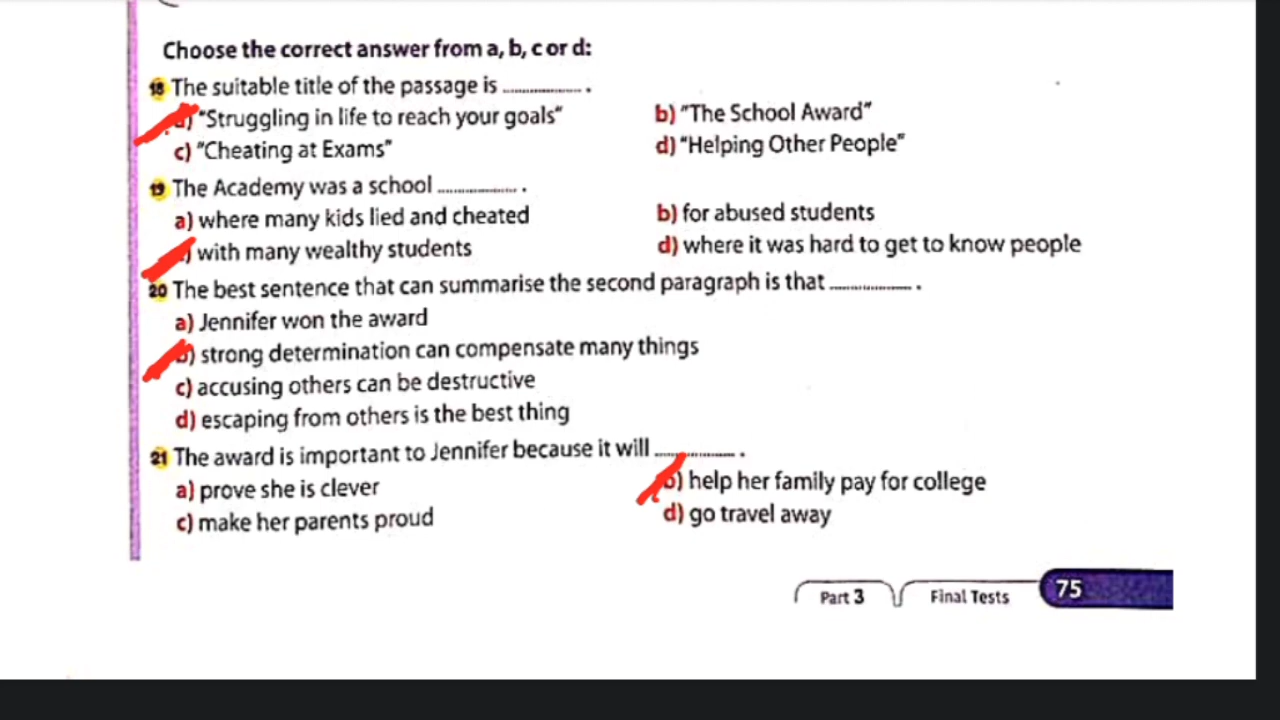 Choose the correct answer from a, b, c or d:
18 The suitable title of the passage is ............... .
a) "Struggling in life to reach your goals" b) "The School Award"
c) "Cheating at Exams" d) "Helping Other People"
19 The Academy was a school ............... .
a) where many kids lied and cheated b) for abused students
) with many wealthy students d) where it was hard to get to know people
20 The best sentence that can summarise the second paragraph is that ............... .
a) Jennifer won the award
b) strong determination can compensate many things
c) accusing others can be destructive
d) escaping from others is the best thing
21 The award is important to Jennifer because it will ............... .
a) prove she is clever b) help her family pay for college
c) make her parents proud d) go travel away
Part 3 Final Tests 75